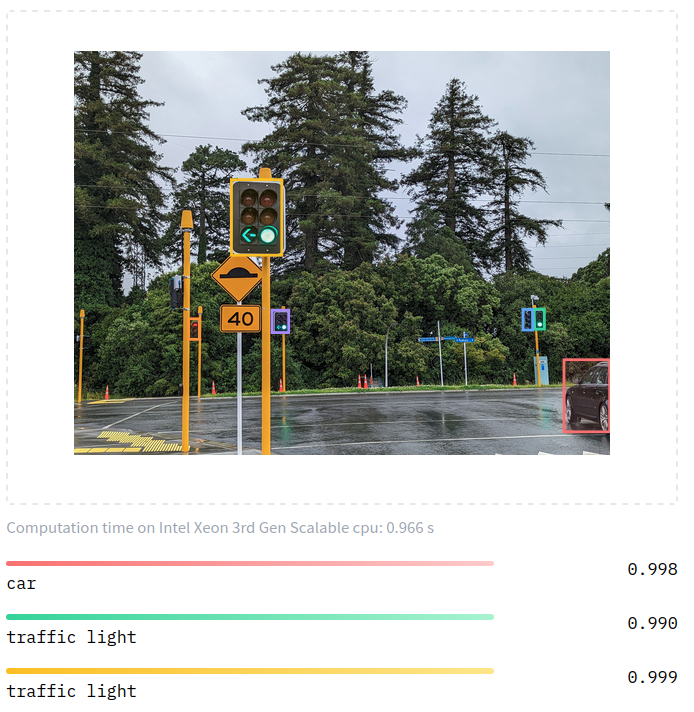 40
Computation time on Intel Xeon 3rd Gen Scalable cpu: 0.966 s
0.998
car
0.990
traffic light
0.999
traffic light